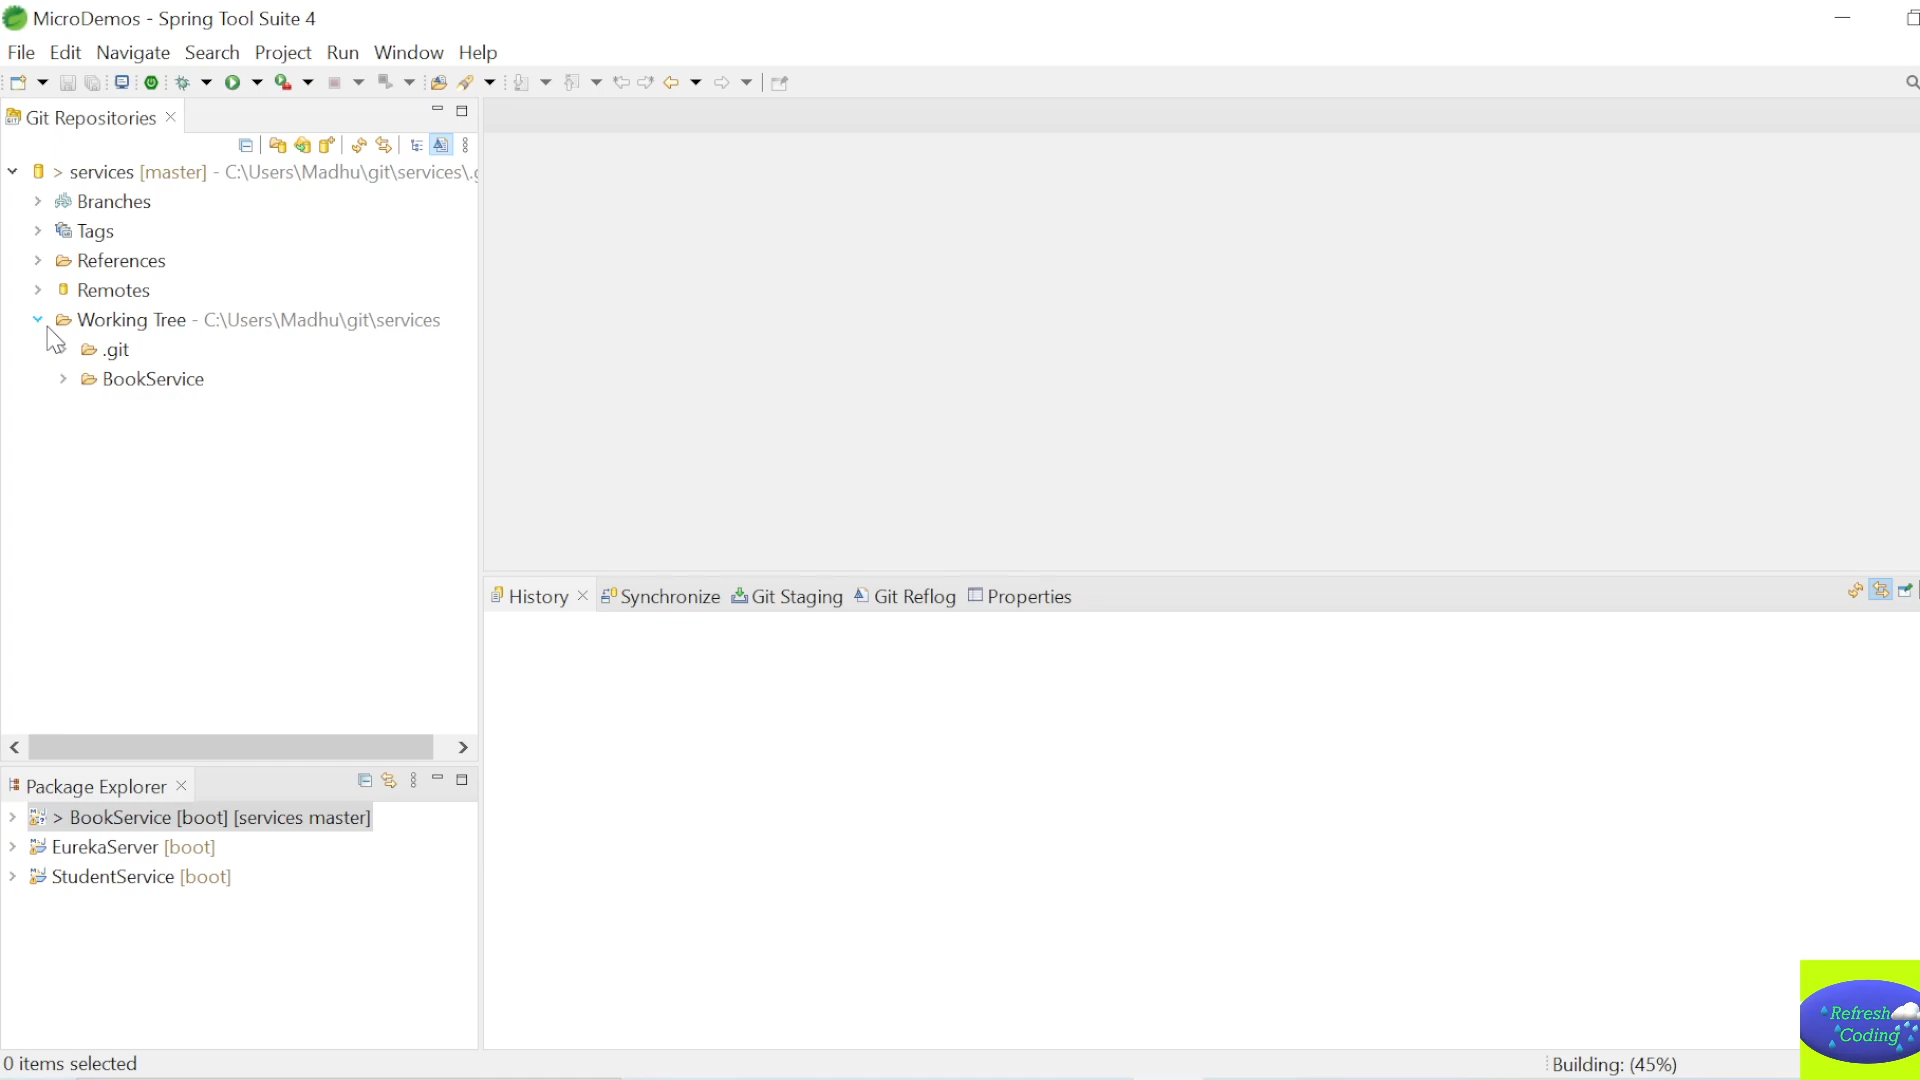 MicroDemos - Spring Tool Suite 4
File Edit Navigate Search Project Run Window Help
Git Repositories
> services [master] - C:\Users\Madhu\git\services\.g
Branches
Tags
References
Remotes
Working Tree - C:\Users\Madhu\git\services
.git
BookService
History Synchronize Git Staging Git Reflog Properties
Package Explorer
> BookService [boot] [services master]
EurekaServer [boot]
StudentService [boot]
0 items selected
Building: (45%)
Refresh
Coding